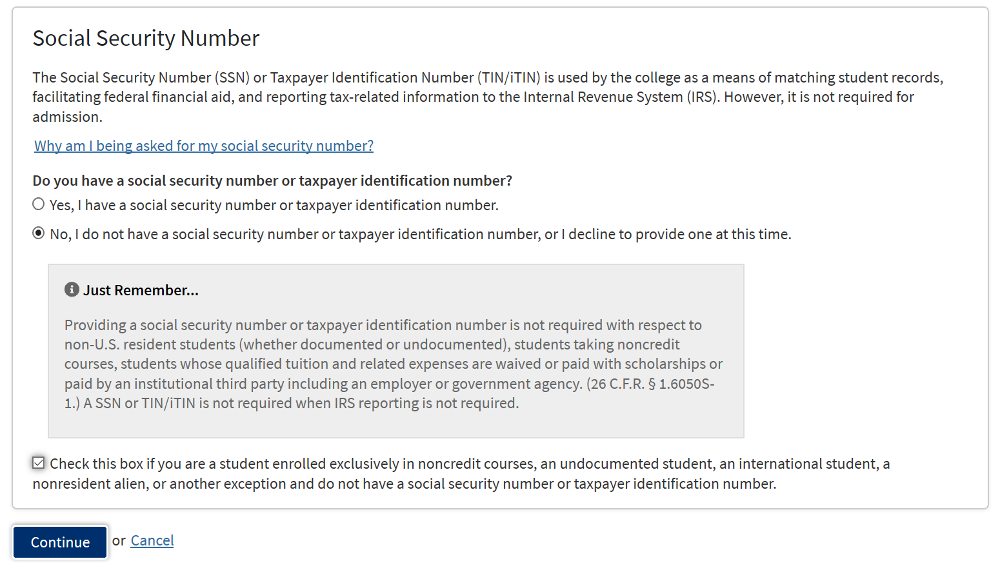 Social Security Number
The Social Security Number (SSN) or Taxpayer Identification Number (TIN/iTIN) is used by the college as a means of matching student records,
facilitating federal financial aid, and reporting tax-related information to the Internal Revenue System (IRS). However, it is not required for
admission.
Why am I being asked for my social security number?
Do you have a social security number or taxpayer identification number?
Yes, I have a social security number or taxpayer identification number.
No, I do not have a social security number or taxpayer identification number, or I decline to provide one at this time.
Just Remember...
Providing a social security number or taxpayer identification number is not required with respect to
non-U.S. resident students (whether documented or undocumented), students taking noncredit
courses, students whose qualified tuition and related expenses are waived or paid with scholarships or
paid by an institutional third party including an employer or government agency. (26 C.F.R. § 1.6050S-
1.) A SSN or TIN/iTIN is not required when IRS reporting is not required.
Check this box if you are a student enrolled exclusively in noncredit courses, an undocumented student, an international student, a
nonresident alien, or another exception and do not have a social security number or taxpayer identification number.
Continue or Cancel